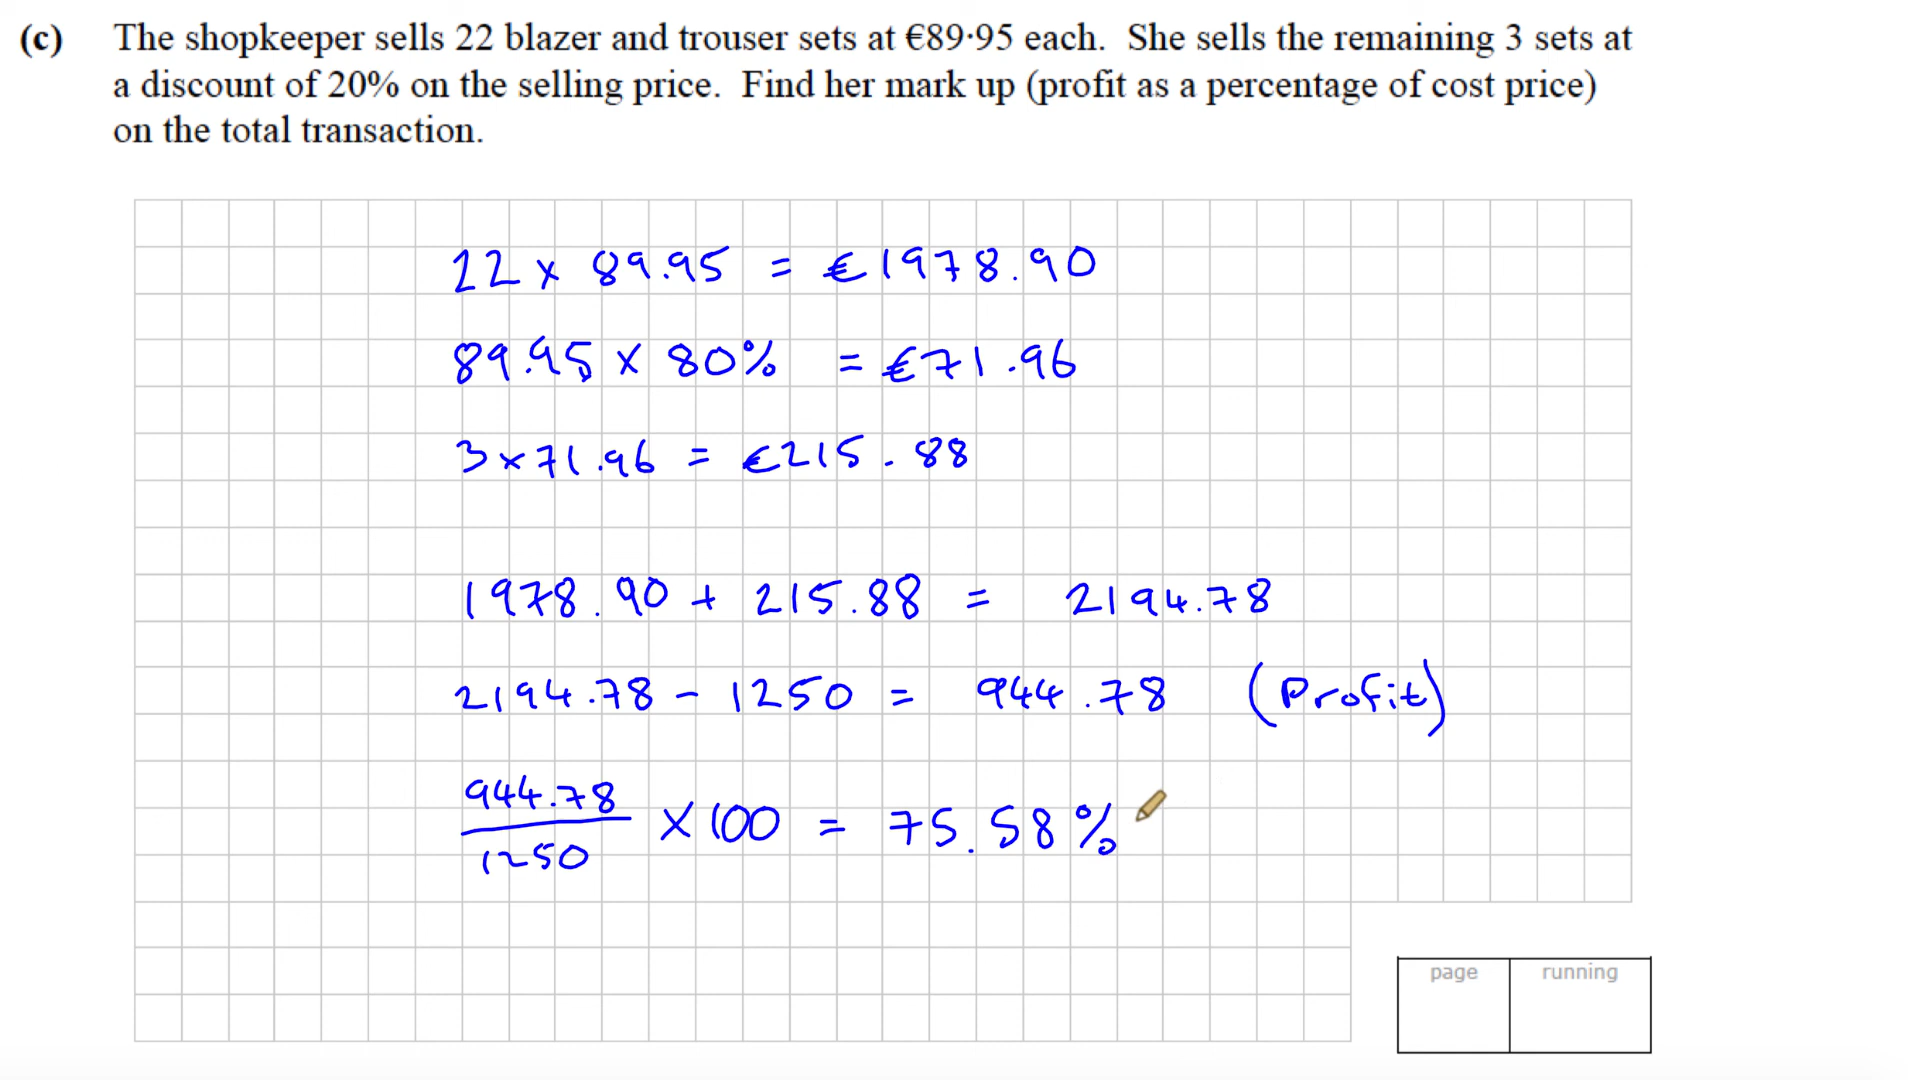 (c) The shopkeeper sells 22 blazer and trouser sets at €89·95 each. She sells the remaining 3 sets at
a discount of 20% on the selling price. Find her mark up (profit as a percentage of cost price)
on the total transaction.
22 x 89.95 = €1978.90
89.95 x 80% = €71.96
3 x 71.96 = €215.88
1978.90 + 215.88 = 2194.78
2194.78 - 1250 = 944.78 (Profit)
944.78
1250
x 100 = 75.58%
page running